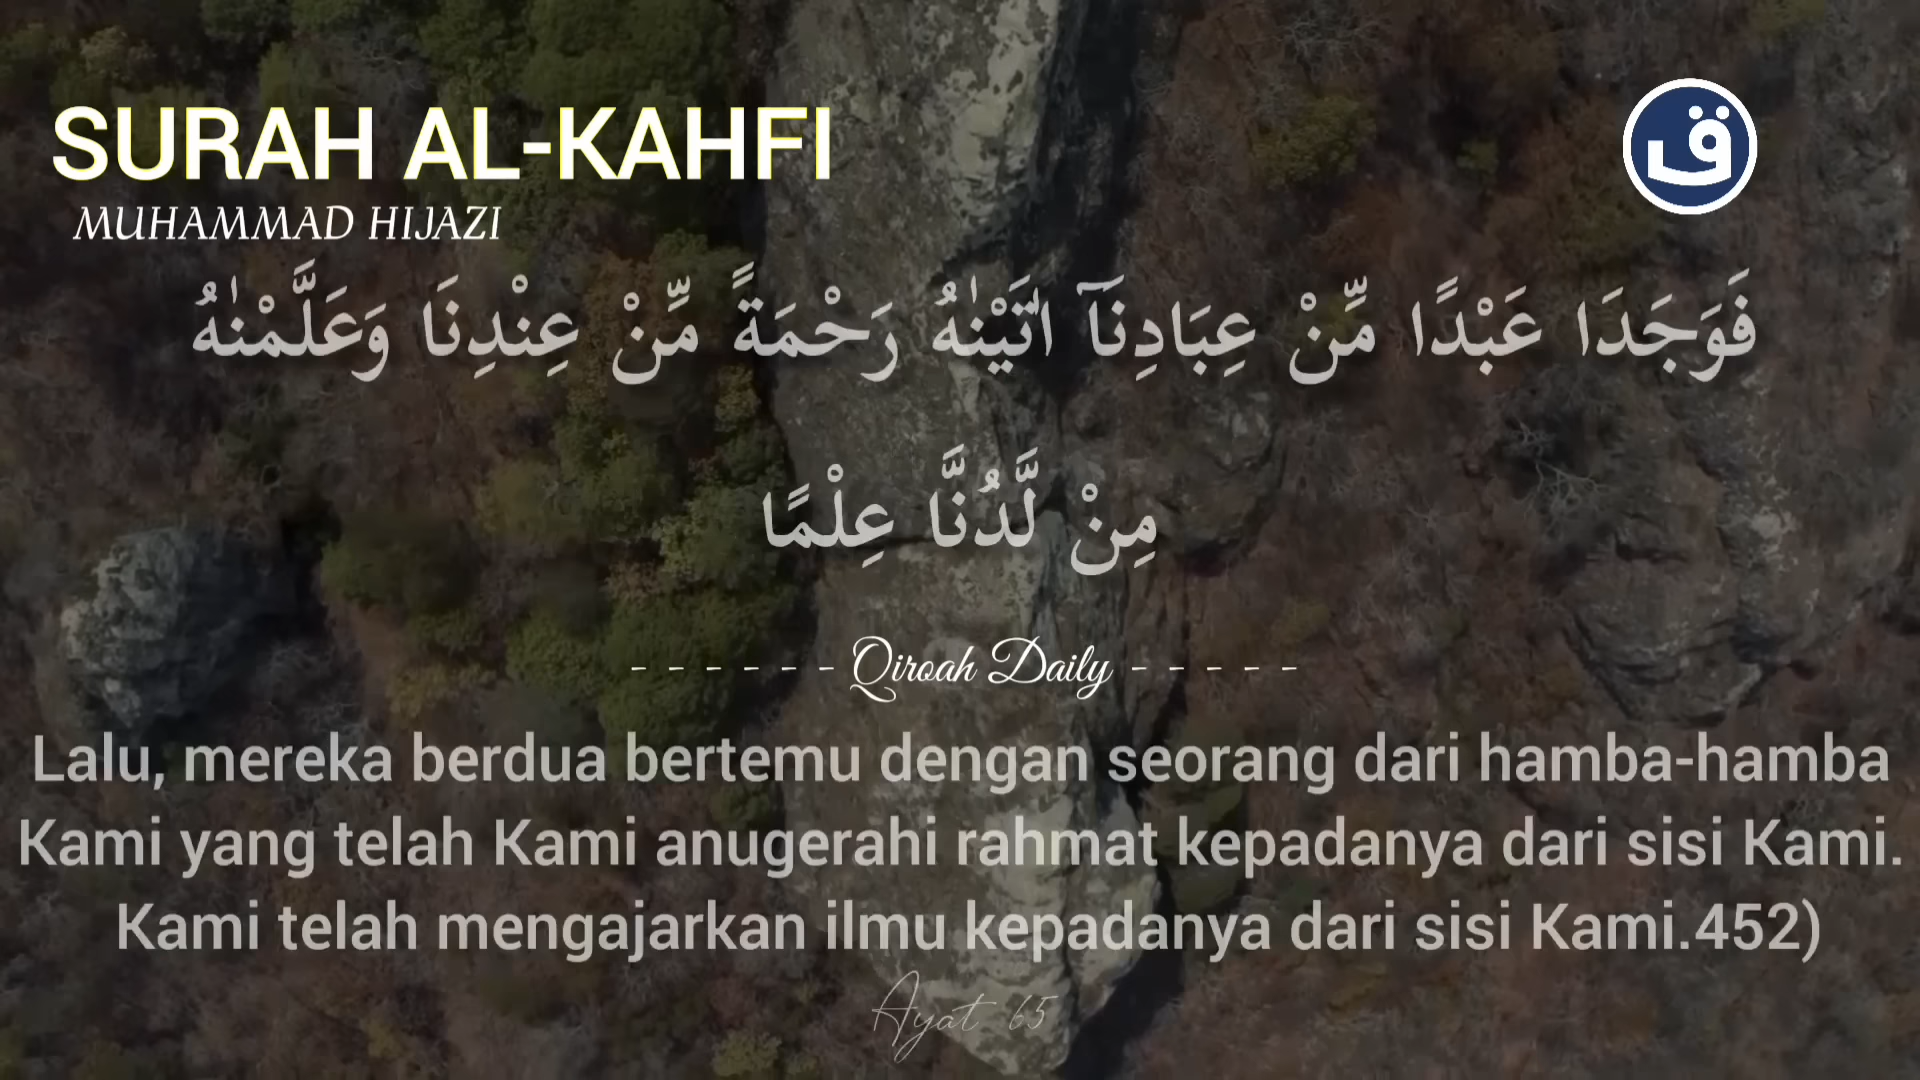 SURAH AL-KAHFI
ق
MUHAMMAD HIJAZI
فَوَجَدَا عَبْدًا مِّنْ عِبَادِنَآ اٰتَيْنٰهُ رَحْمَةً مِّنْ عِنْدِنَا وَعَلَّمْنٰهُ
مِنْ لَّدُنَّا عِلْمًا
- - - - - - Qiroah Daily - - - - -
Lalu, mereka berdua bertemu dengan seorang dari hamba-hamba
Kami yang telah Kami anugerahi rahmat kepadanya dari sisi Kami.
Kami telah mengajarkan ilmu kepadanya dari sisi Kami.452)
Ayat 65